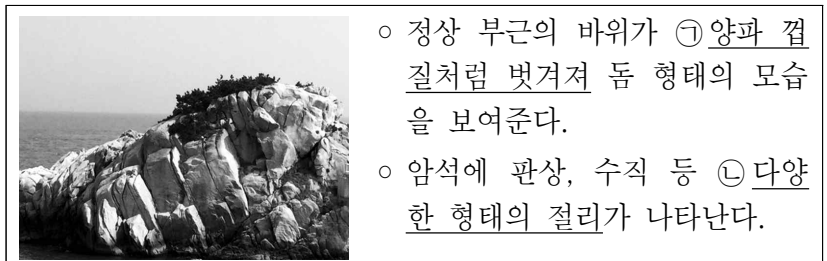 ◦ 정상 부근의 바위가 ㉠양파 껍
질처럼 벗겨져 돔 형태의 모습
을 보여준다.
◦ 암석에 판상, 수직 등 ㉡다양
한 형태의 절리가 나타난다.